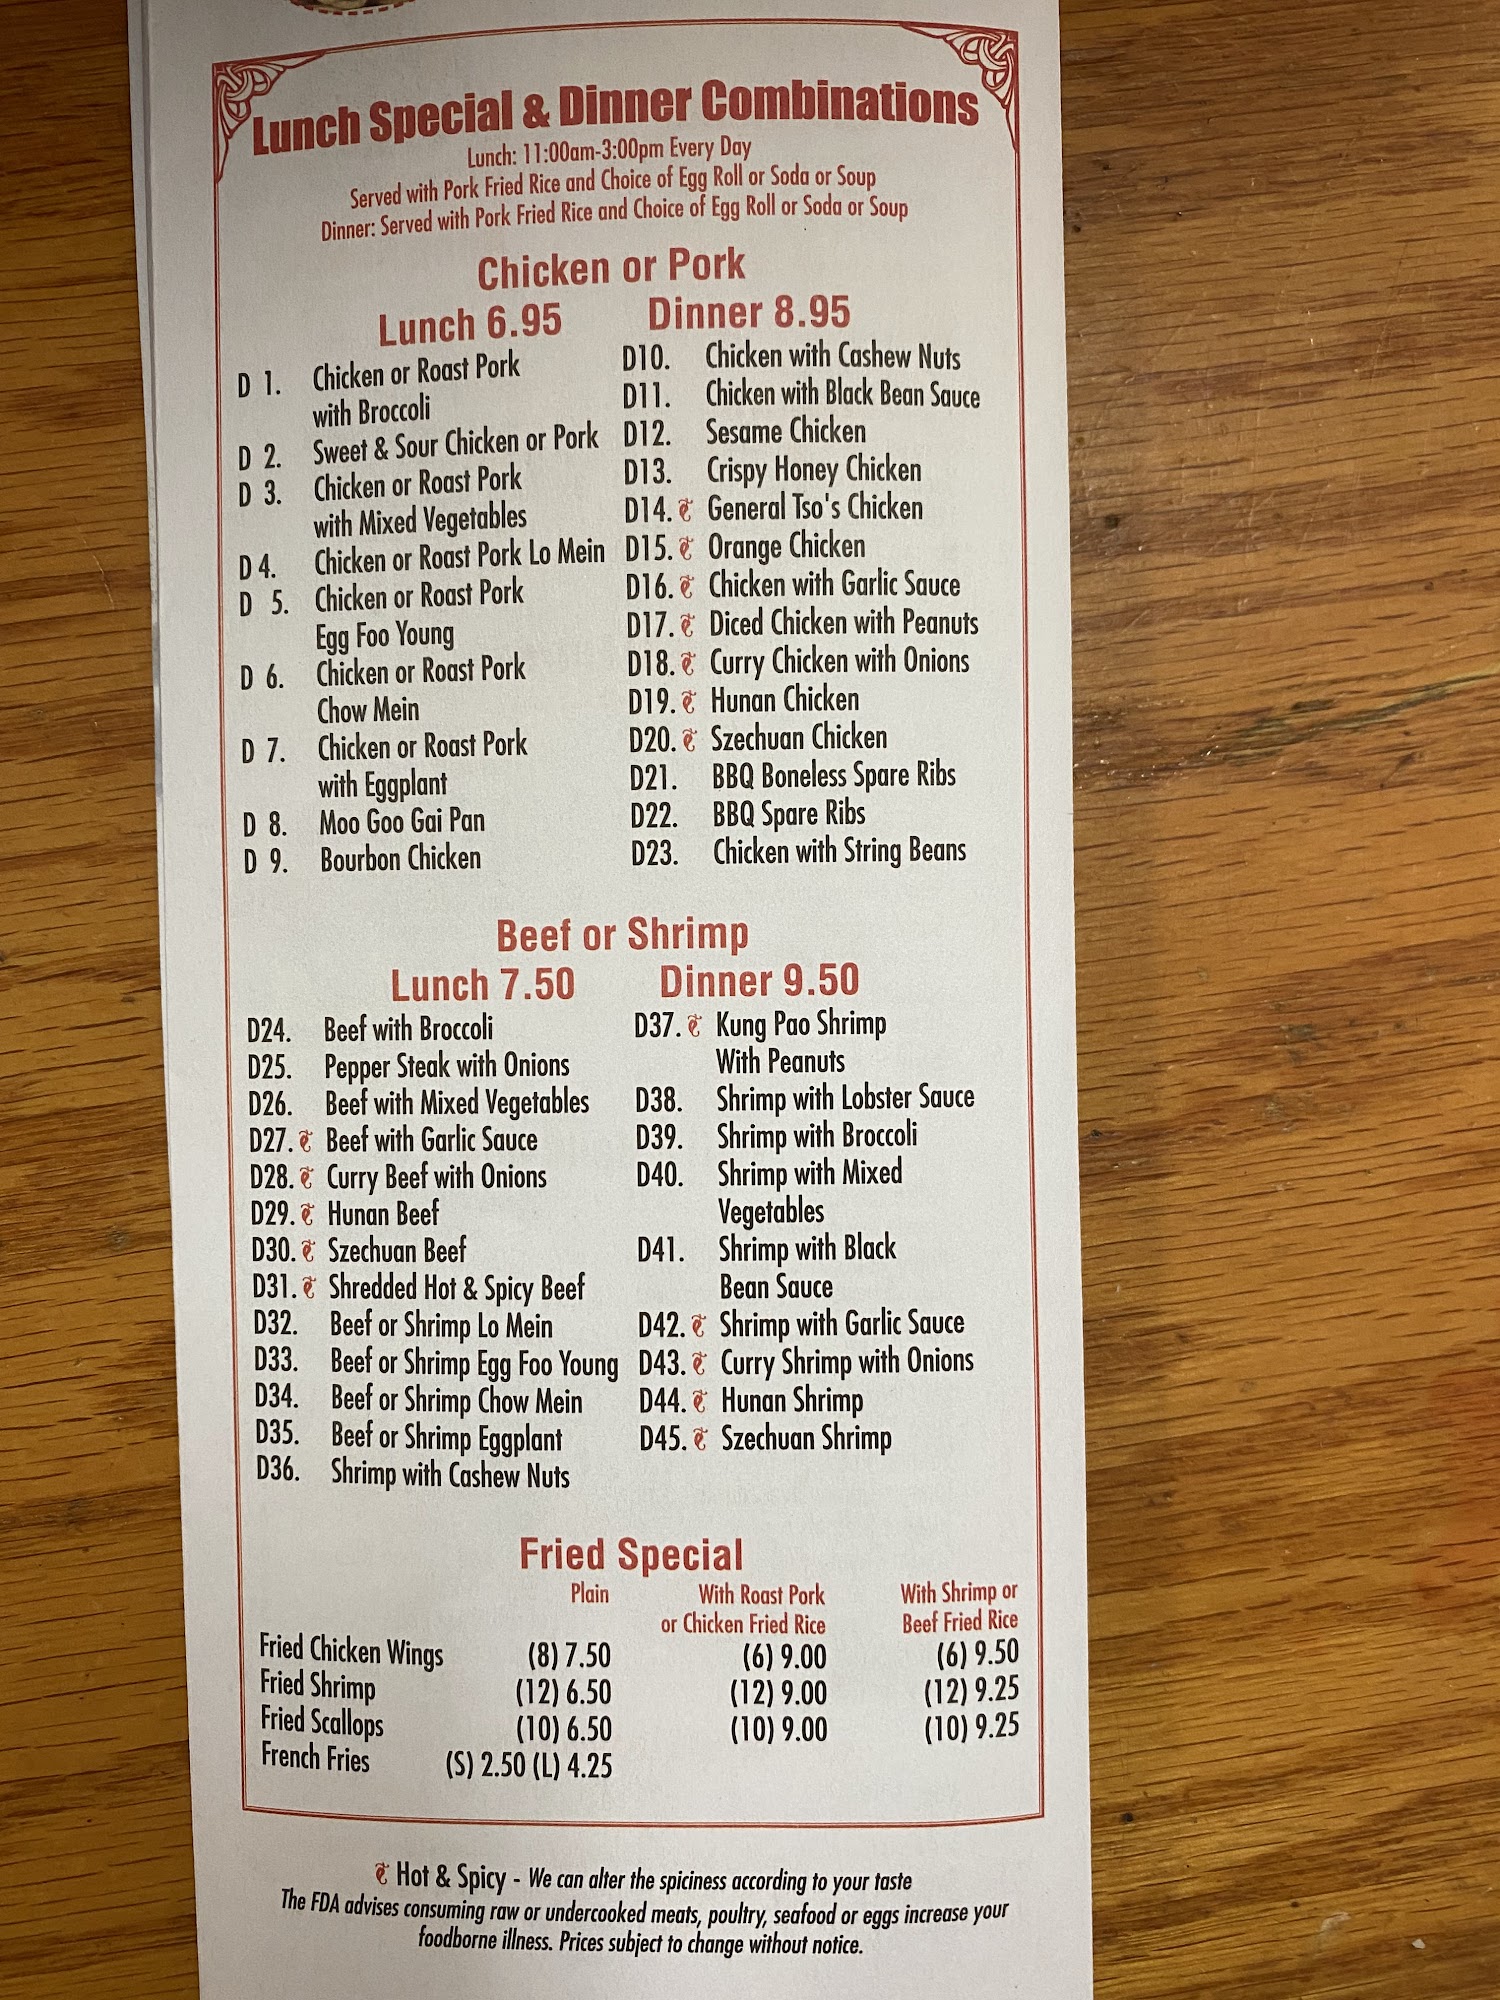 Lunch Special & Dinner Combinations
Lunch: 11:00am-3:00pm Every Day
Served with Pork Fried Rice and Choice of Egg Roll or Soda or Soup
Dinner: Served with Pork Fried Rice and Choice of Egg Roll or Soda or Soup
Chicken or Pork
Lunch 6.95 Dinner 8.95
D 1. Chicken or Roast Pork
with Broccoli
D 2. Sweet & Sour Chicken or Pork
D 3. Chicken or Roast Pork
with Mixed Vegetables
D 4. Chicken or Roast Pork Lo Mein
D 5. Chicken or Roast Pork
Egg Foo Young
D 6. Chicken or Roast Pork
Chow Mein
D 7. Chicken or Roast Pork
with Eggplant
D 8. Moo Goo Gai Pan
D 9. Bourbon Chicken
D10. Chicken with Cashew Nuts
D11. Chicken with Black Bean Sauce
D12. Sesame Chicken
D13. Crispy Honey Chicken
D14. General Tso's Chicken
D15. Orange Chicken
D16. Chicken with Garlic Sauce
D17. Diced Chicken with Peanuts
D18. Curry Chicken with Onions
D19. Hunan Chicken
D20. Szechuan Chicken
D21. BBQ Boneless Spare Ribs
D22. BBQ Spare Ribs
D23. Chicken with String Beans
Beef or Shrimp
Lunch 7.50 Dinner 9.50
D24. Beef with Broccoli
D25. Pepper Steak with Onions
D26. Beef with Mixed Vegetables
D27. Beef with Garlic Sauce
D28. Curry Beef with Onions
D29. Hunan Beef
D30. Szechuan Beef
D31. Shredded Hot & Spicy Beef
D32. Beef or Shrimp Lo Mein
D33. Beef or Shrimp Egg Foo Young
D34. Beef or Shrimp Chow Mein
D35. Beef or Shrimp Eggplant
D36. Shrimp with Cashew Nuts
D37. Kung Pao Shrimp
With Peanuts
D38. Shrimp with Lobster Sauce
D39. Shrimp with Broccoli
D40. Shrimp with Mixed
Vegetables
D41. Shrimp with Black
Bean Sauce
D42. Shrimp with Garlic Sauce
D43. Curry Shrimp with Onions
D44. Hunan Shrimp
D45. Szechuan Shrimp
Fried Special
Plain With Roast Pork With Shrimp or
or Chicken Fried Rice Beef Fried Rice
Fried Chicken Wings (8) 7.50 (6) 9.00 (6) 9.50
Fried Shrimp (12) 6.50 (12) 9.00 (12) 9.25
Fried Scallops (10) 6.50 (10) 9.00 (10) 9.25
French Fries (S) 2.50 (L) 4.25
Hot & Spicy - We can alter the spiciness according to your taste
The FDA advises consuming raw or undercooked meats, poultry, seafood or eggs increase your
foodborne illness. Prices subject to change without notice.